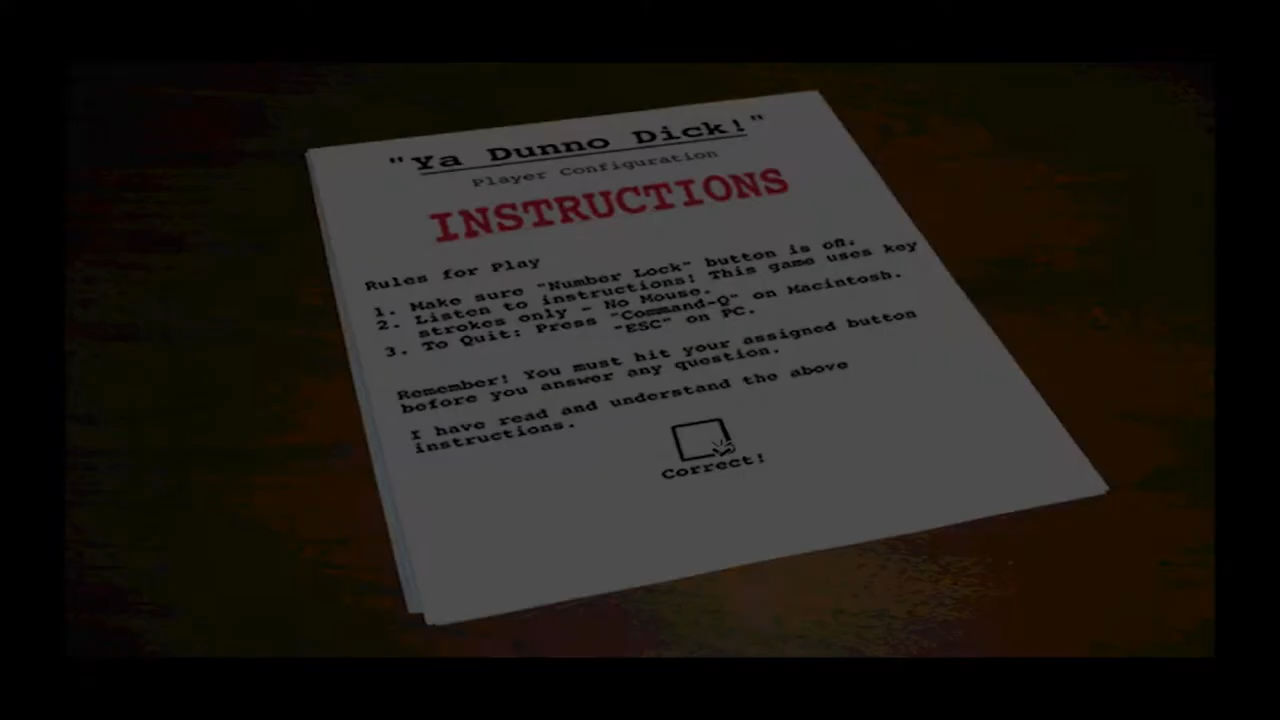 "Ya Dunno Dick!"
Player Configuration
INSTRUCTIONS
Rules for Play
1. Make sure "Number Lock" button is off.
2. Listen to instructions! This game uses key
strokes only - No Mouse.
3. To Quit: Press "Command-Q" on Macintosh.
"ESC" on PC.
Remember! You must hit your assigned button
before you answer any question.
I have read and understand the above
instructions.
Correct!